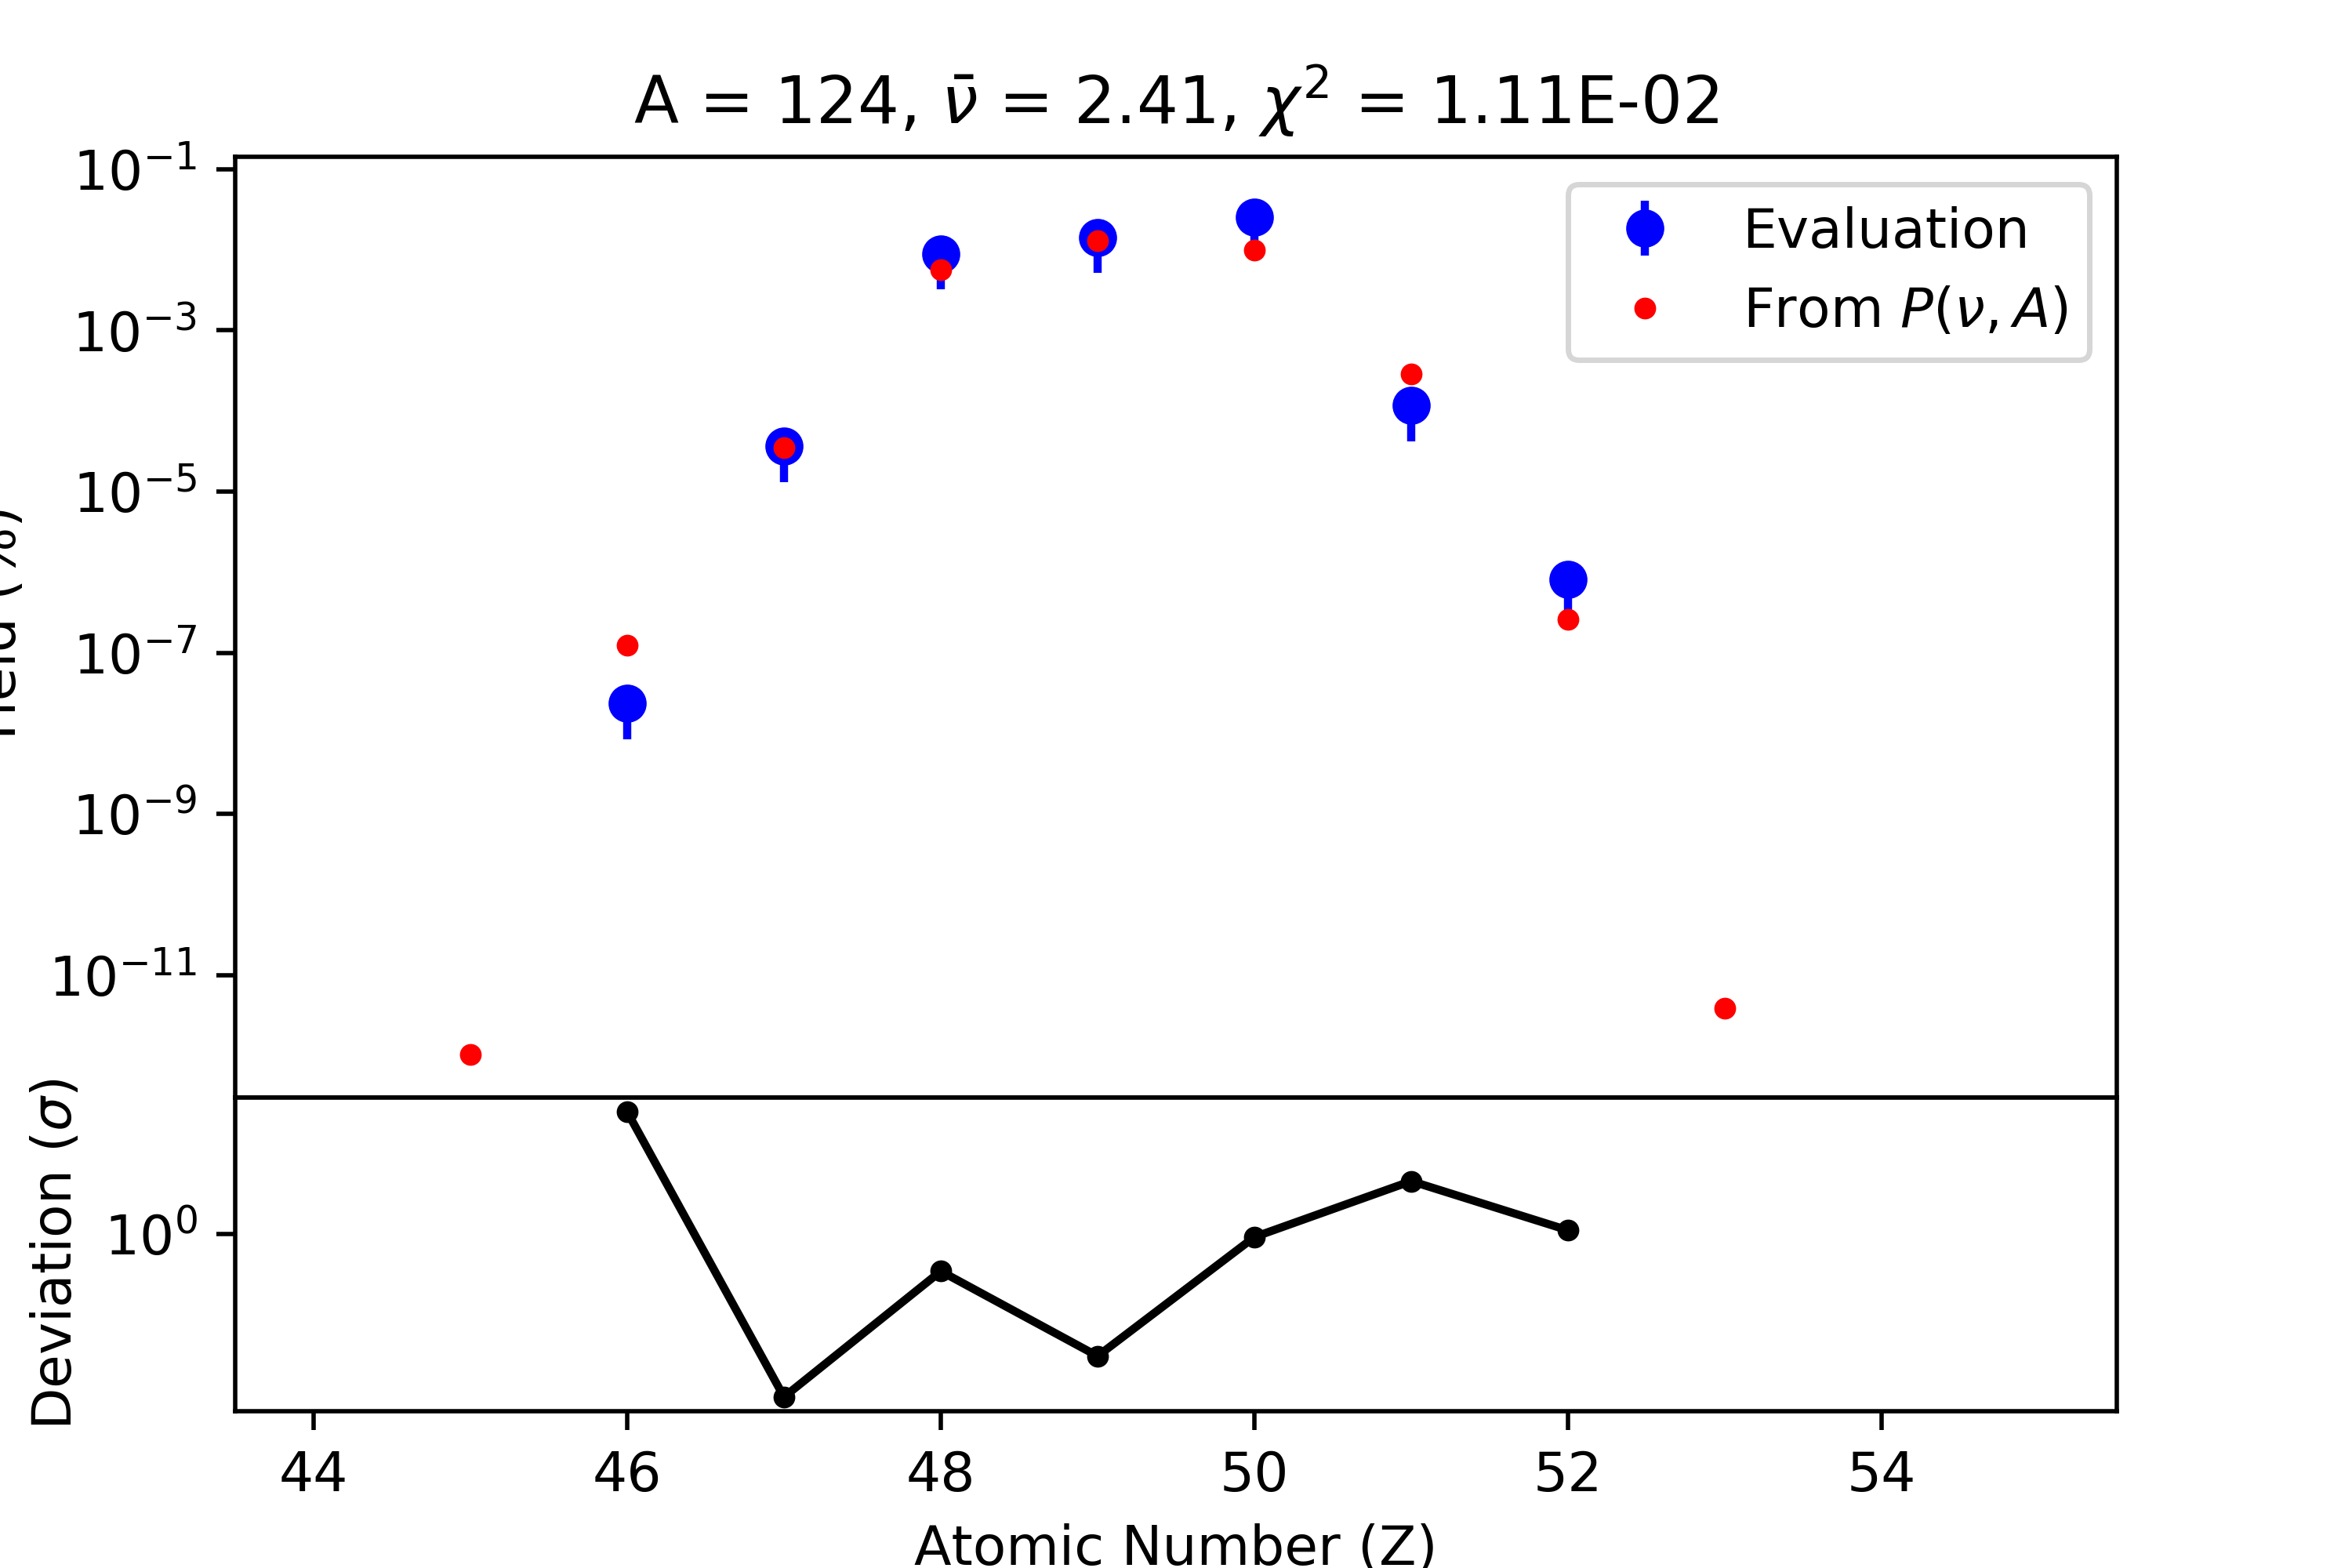 A = 124, ν̄ = 2.41, χ² = 1.11E-02
10⁻¹
10⁻³
10⁻⁵
10⁻⁷
10⁻⁹
10⁻¹¹
Evaluation
From P(ν, A)
(%)
Deviation (σ)
10⁰
44 46 48 50 52 54
Atomic Number (Z)